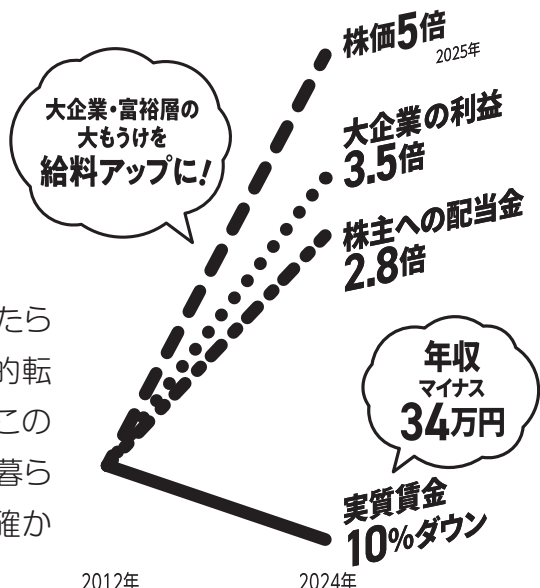 株価5倍
2025年
大企業・富裕層の
大もうけを
給料アップに!
大企業の利益
3.5倍
株主への配当金
2.8倍
たら
的転
この
暮ら
確か
年収
マイナス
34万円
実質賃金
10%ダウン
2012年
2024年